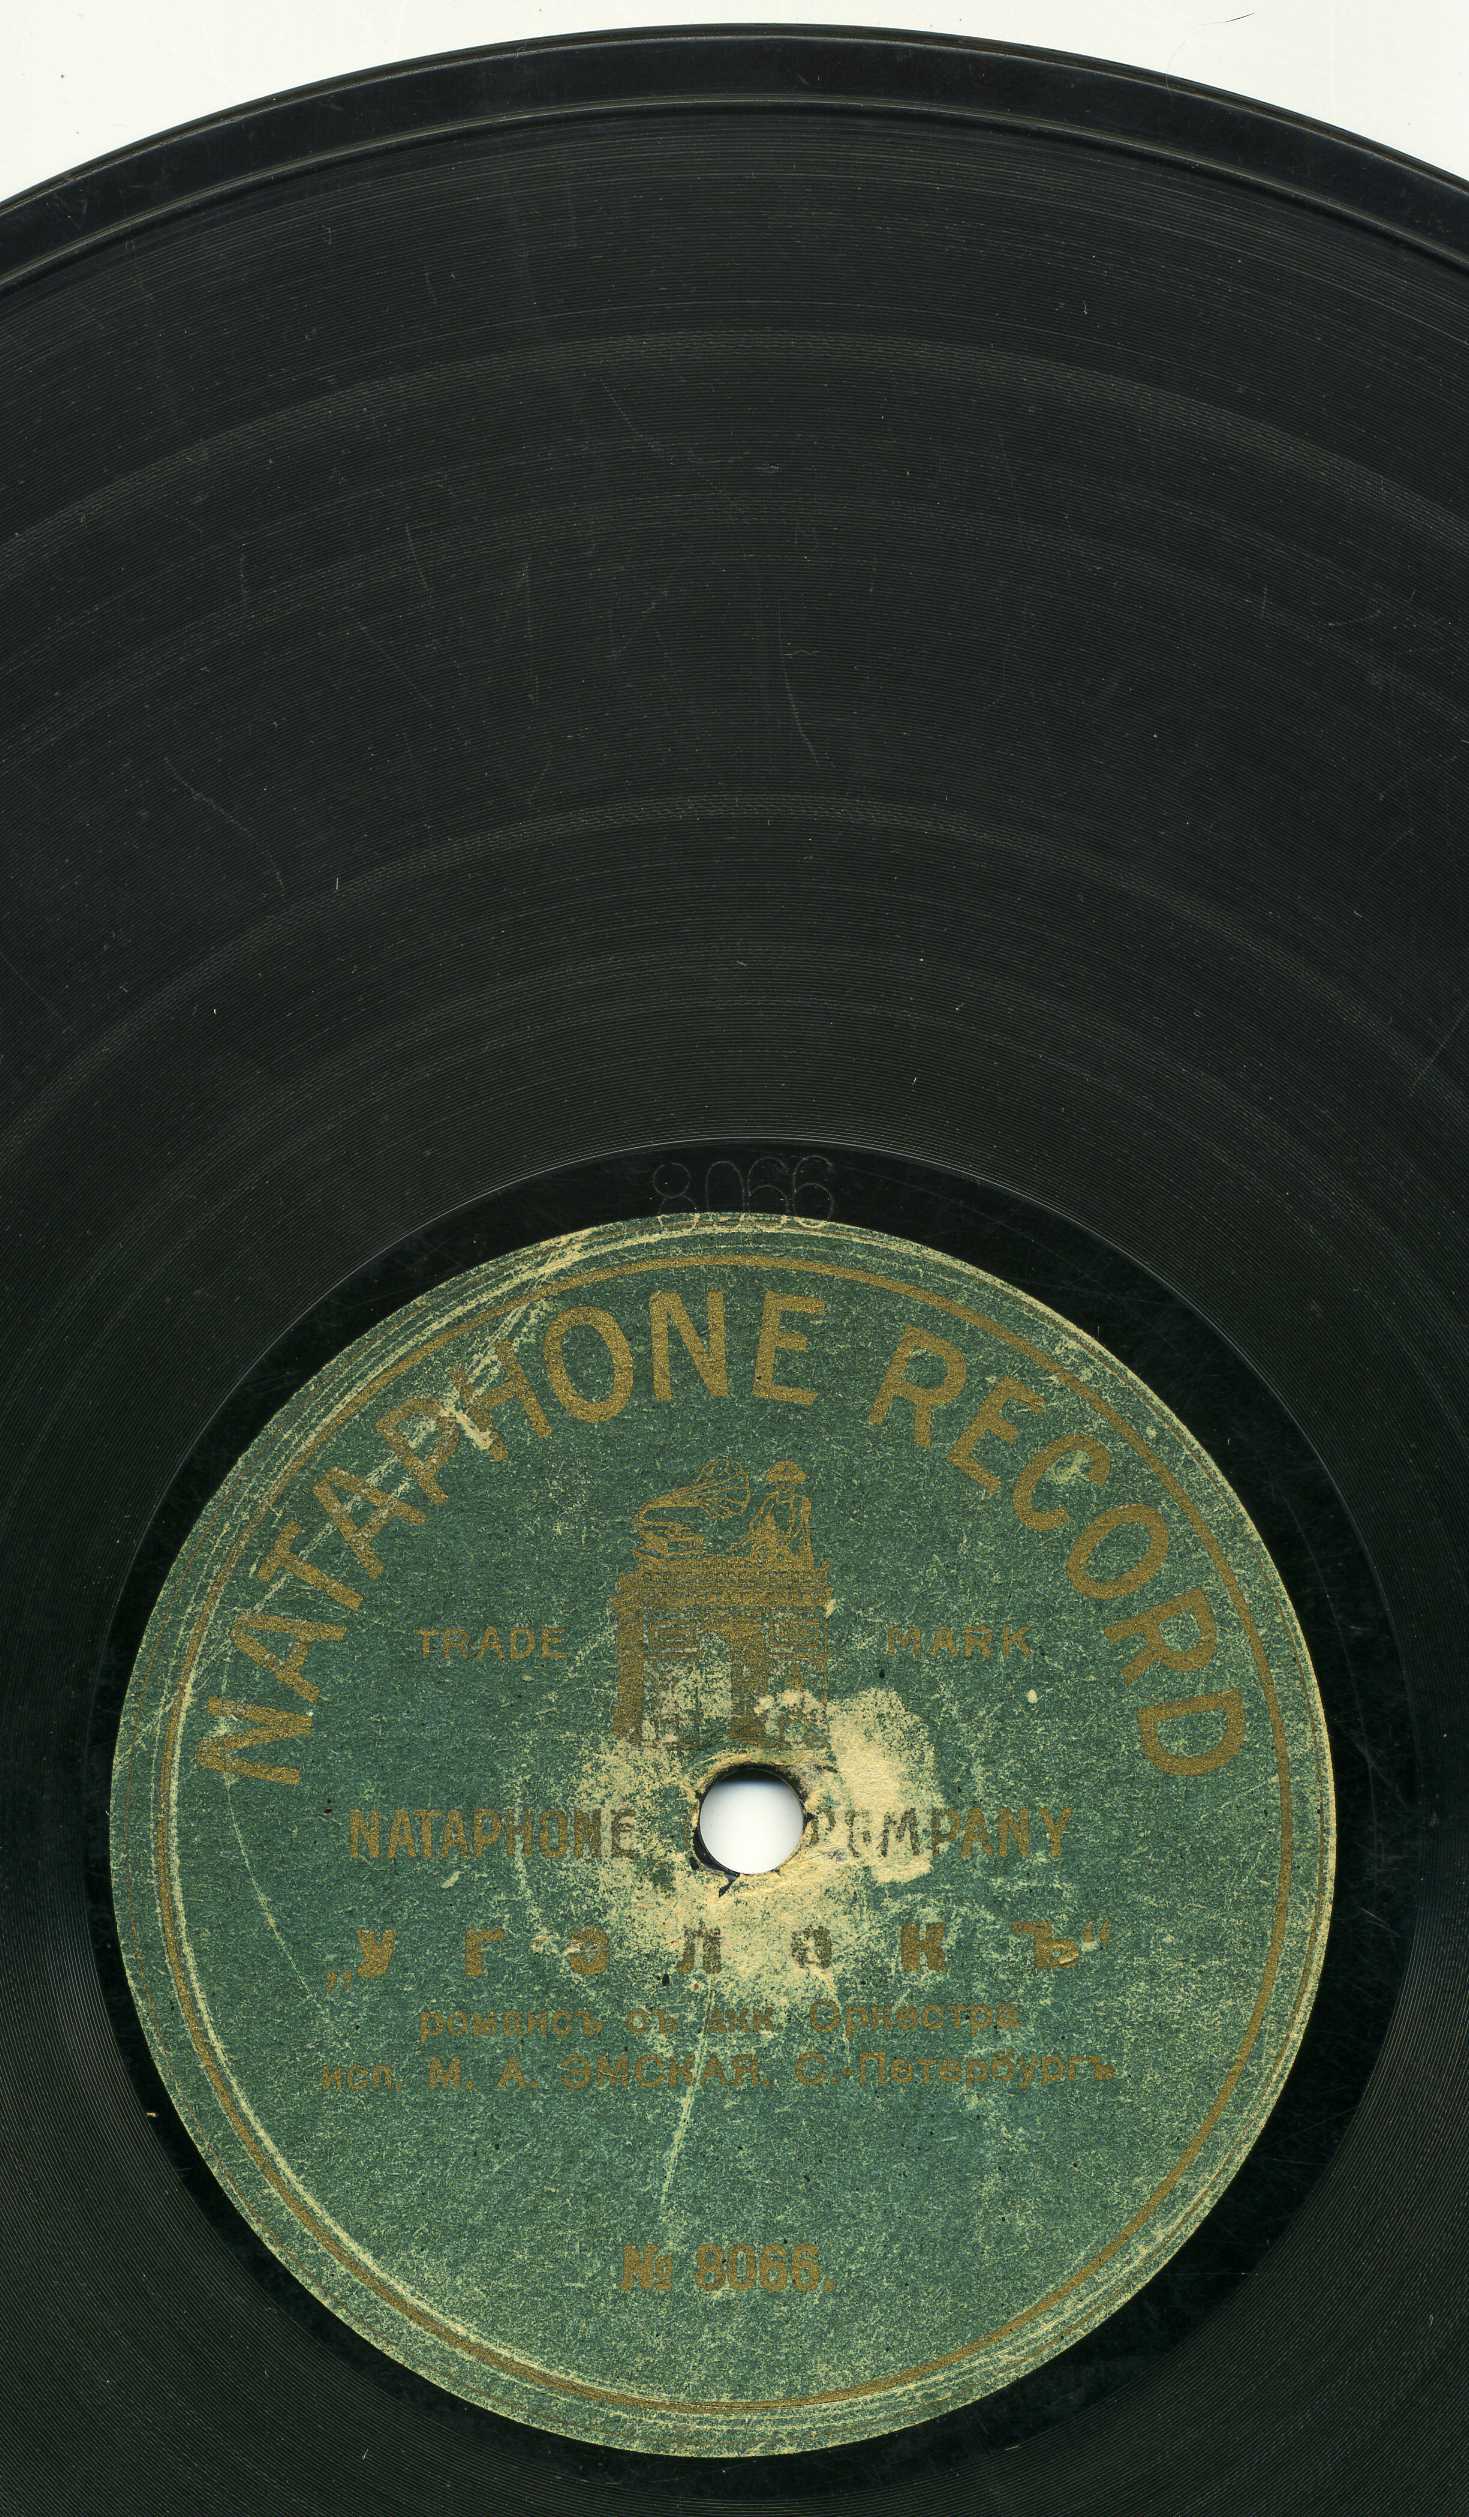 8066
NATAPHONE RECORD
TRADE MARK
NATAPHONE COMPANY
„УГОЛОКЪ“
романсъ съ акк. Оркестра
исп. М. А. ЭМСКАЯ, С.-Петербургъ
№ 8066.